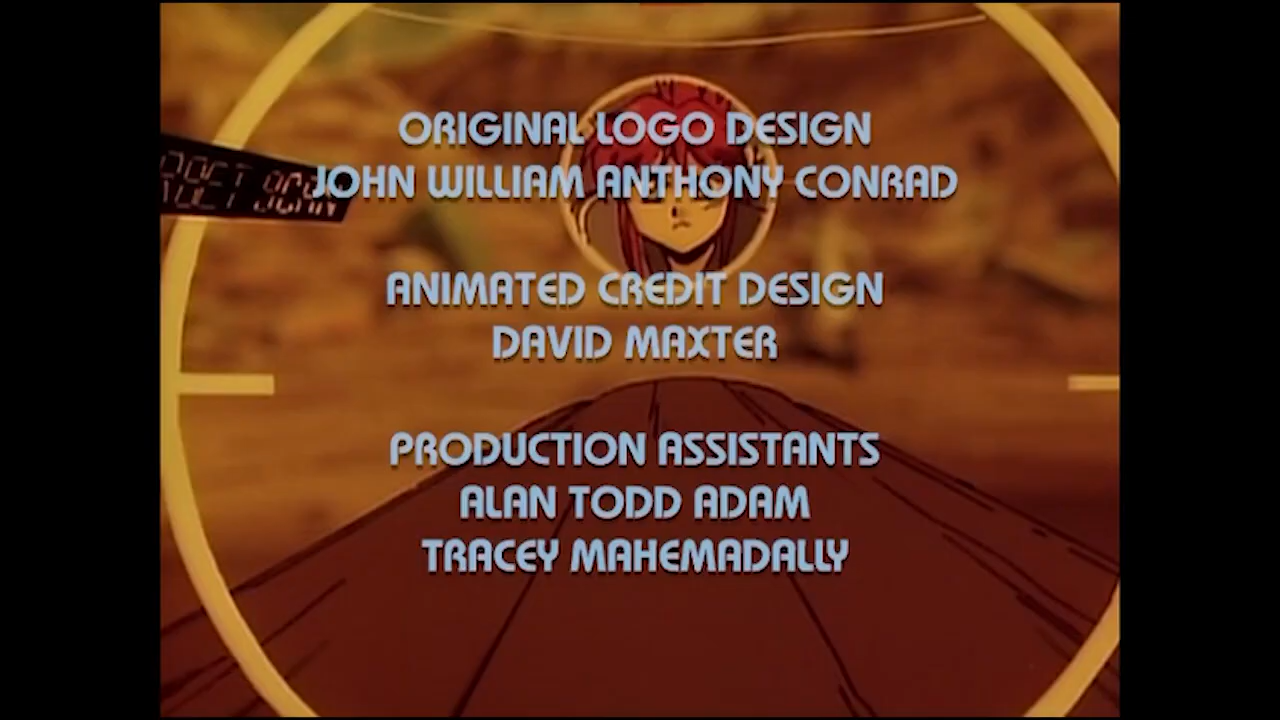 ORIGINAL LOGO DESIGN
JOHN WILLIAM ANTHONY CONRAD
ANIMATED CREDIT DESIGN
DAVID MAXTER
PRODUCTION ASSISTANTS
ALAN TODD ADAM
TRACEY MAHEMADALLY